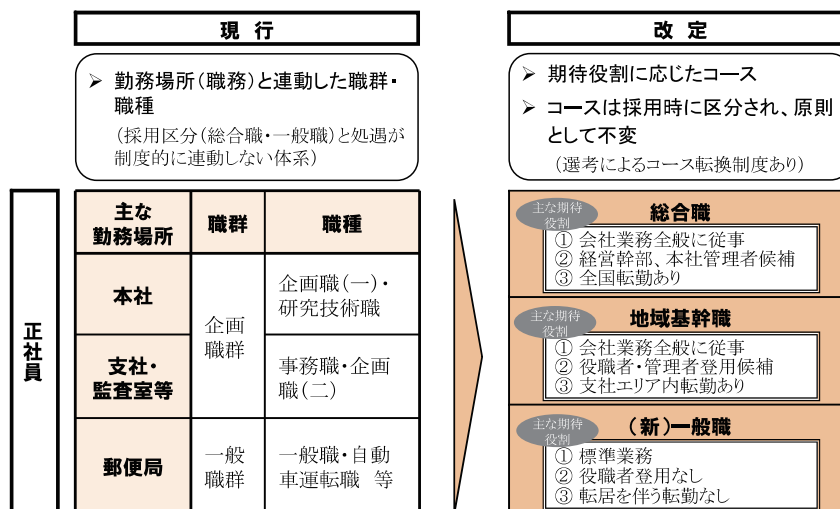 現 行
➢ 勤務場所（職務）と連動した職群・
職種
（採用区分（総合職・一般職）と処遇が
制度的に連動しない体系）
正社員
主な
勤務場所
職群
職種
本社
企画
職群
企画職（一）・
研究技術職
支社・
監査室等
事務職・企画
職（二）
郵便局
一般
職群
一般職・自動
車運転職 等
改 定
➢ 期待役割に応じたコース
➢ コースは採用時に区分され、原則
として不変
（選考によるコース転換制度あり）
主な期待
役割
総合職
① 会社業務全般に従事
② 経営幹部、本社管理者候補
③ 全国転勤あり
主な期待
役割
地域基幹職
① 会社業務全般に従事
② 役職者・管理者登用候補
③ 支社エリア内転勤あり
主な期待
役割
（新）一般職
① 標準業務
② 役職者登用なし
③ 転居を伴う転勤なし